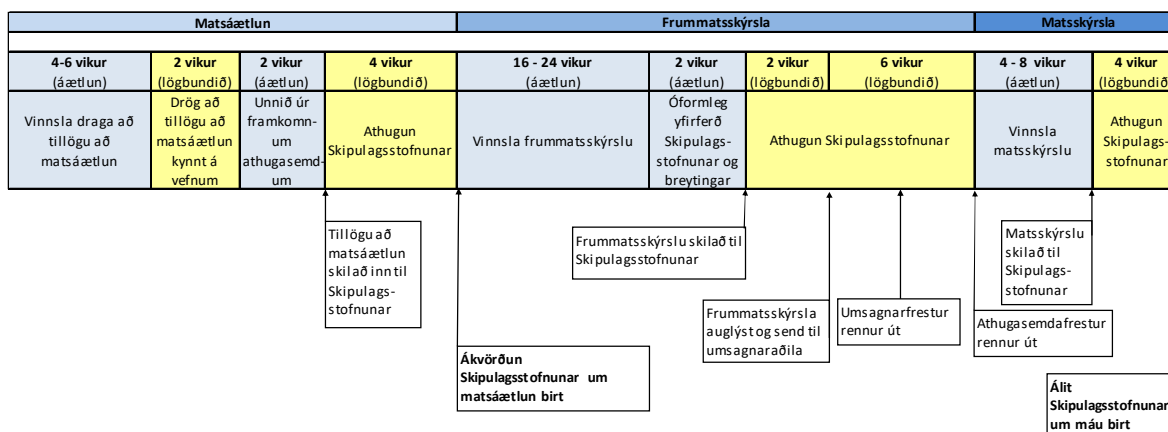 Matsáætlun
Frummatsskýrsla
Matsskýrsla
4-6 vikur
(áætlun)
2 vikur
(lögbundið)
2 vikur
(áætlun)
4 vikur
(lögbundið)
16 - 24 vikur
(áætlun)
2 vikur
(áætlun)
2 vikur
(lögbundið)
6 vikur
(lögbundið)
4 - 8 vikur
(áætlun)
4 vikur
(lögbundið)
Vinnsla draga að
tillögu að
matsáætlun
Drög að
tillögu að
matsáætlun
kynnt á
vefnum
Unnið úr
framkomn-
um
athugasemd-
um
Athugun
Skipulagsstofnunar
Vinnsla frummatsskýrslu
Óformleg
yfirferð
Skipulags-
stofnunar og
breytingar
Athugun Skipulagsstofnunar
Vinnsla
matsskýrslu
Athugun
Skipulags-
stofnunar
Tillögu að
matsáætlun
skilað inn til
Skipulags-
stofnunar
Ákvörðun
Skipulagsstofnunar um
matsáætlun birt
Frummatsskýrslu skilað til
Skipulagsstofnunar
Frummatsskýrsla
auglýst og send til
umsagnaraðila
Umsagnarfrestur
rennur út
Matsskýrslu
skilað til
Skipulags-
stofnunar
Athugasemdafrestur
rennur út
Álit
Skipulagsstofnunar
um máu birt